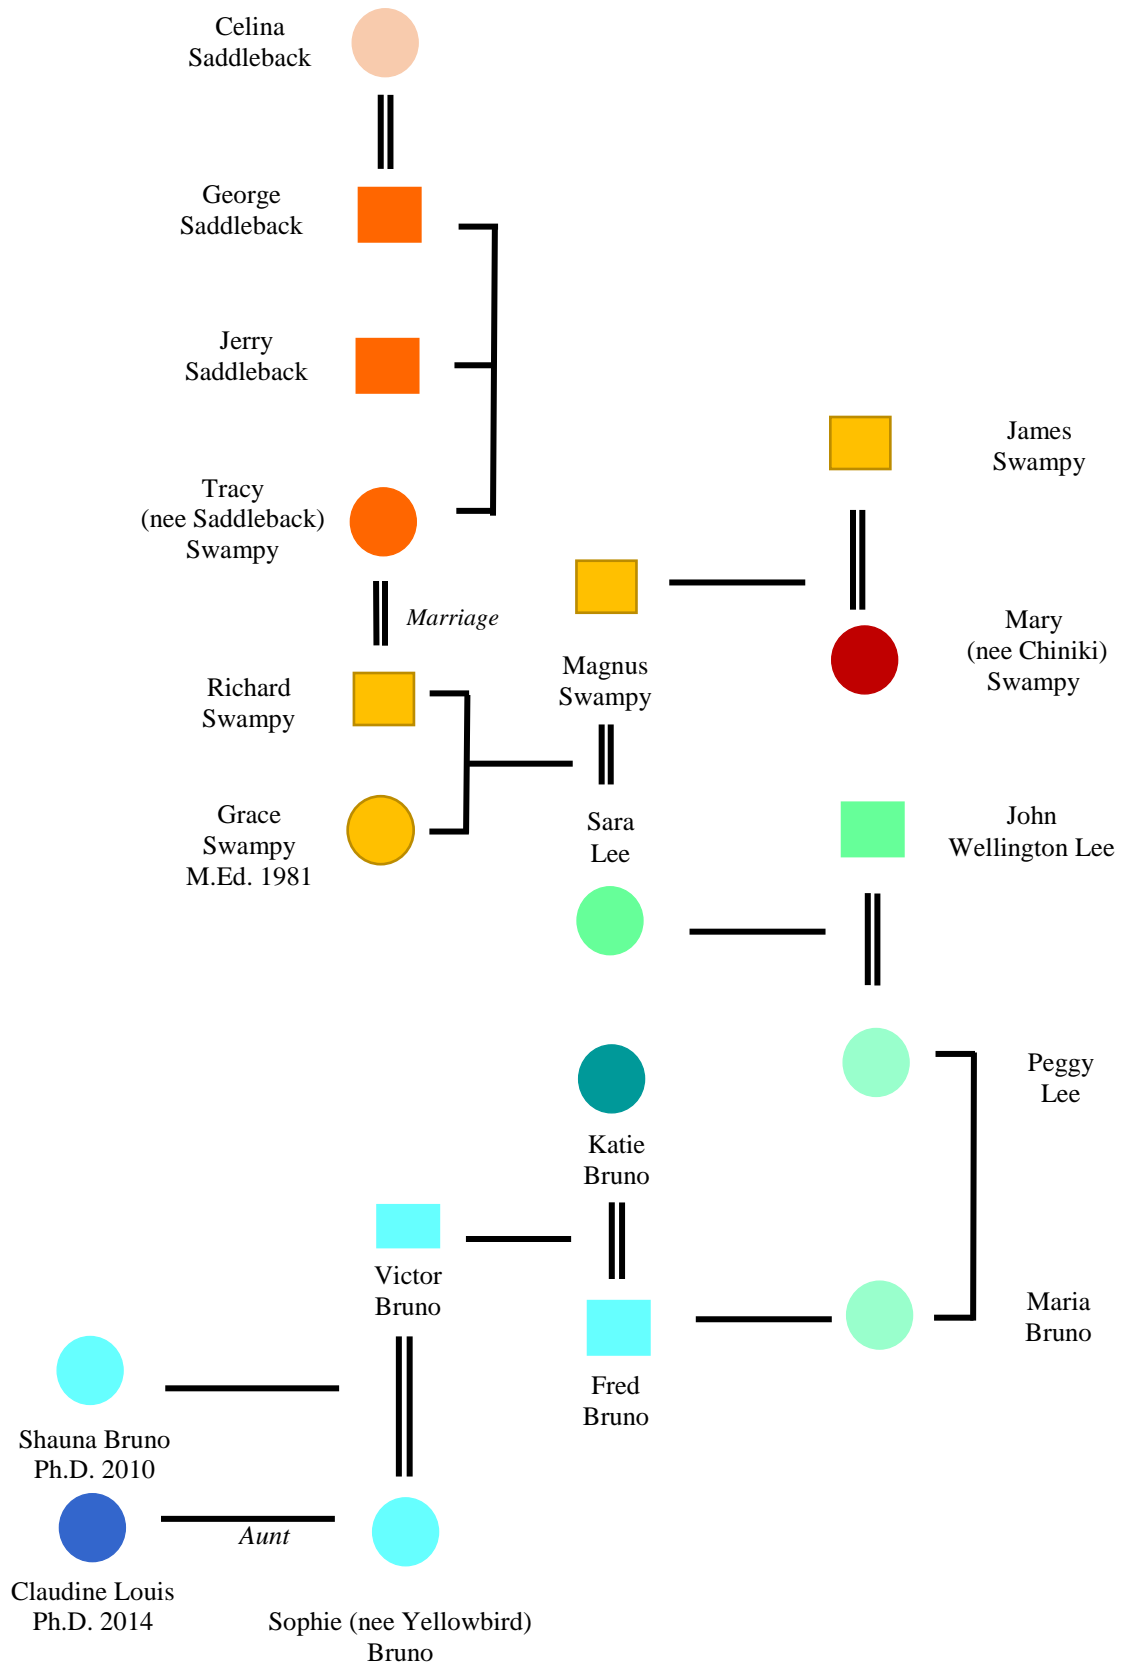 Celina
Saddleback
George
Saddleback
Jerry
Saddleback
James
Swampy
Tracy
(nee Saddleback)
Swampy
Marriage
Mary
(nee Chiniki)
Swampy
Magnus
Swampy
Richard
Swampy
Grace
Swampy
M.Ed. 1981
Sara
Lee
John
Wellington Lee
Peggy
Lee
Katie
Bruno
Victor
Bruno
Maria
Bruno
Fred
Bruno
Shauna Bruno
Ph.D. 2010
Aunt
Claudine Louis
Ph.D. 2014
Sophie (nee Yellowbird)
Bruno